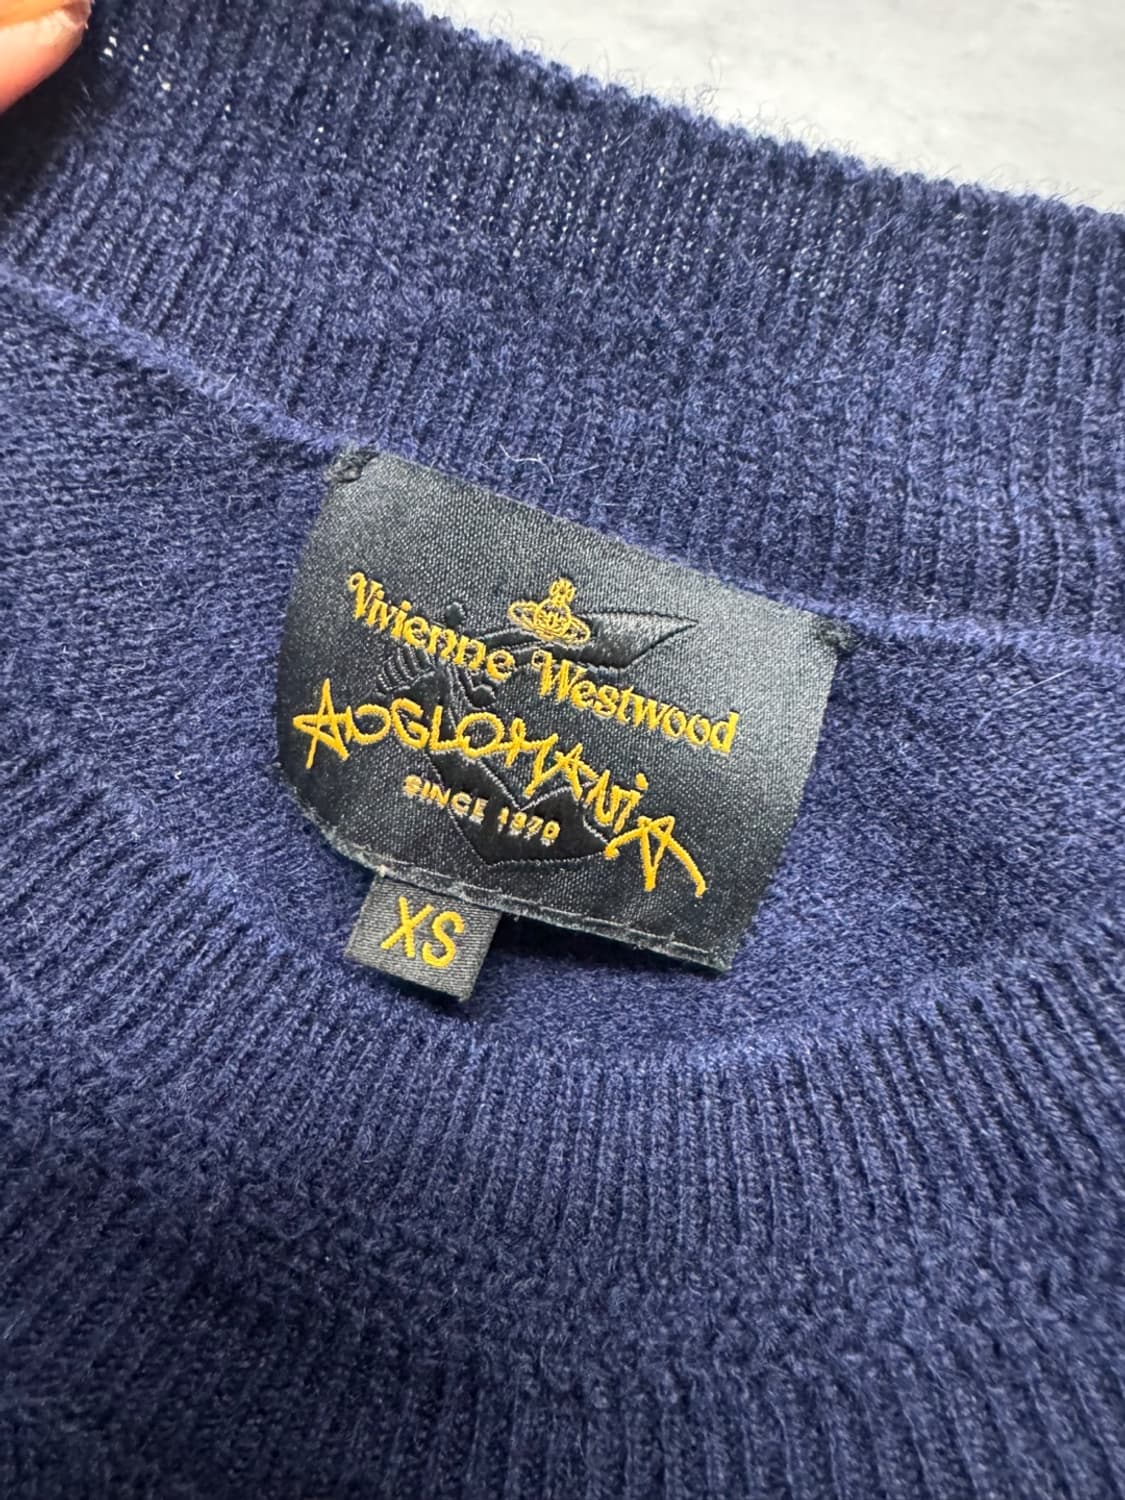 Vivienne Westwood
ANGLOMANiA
SINCE 1970
XS